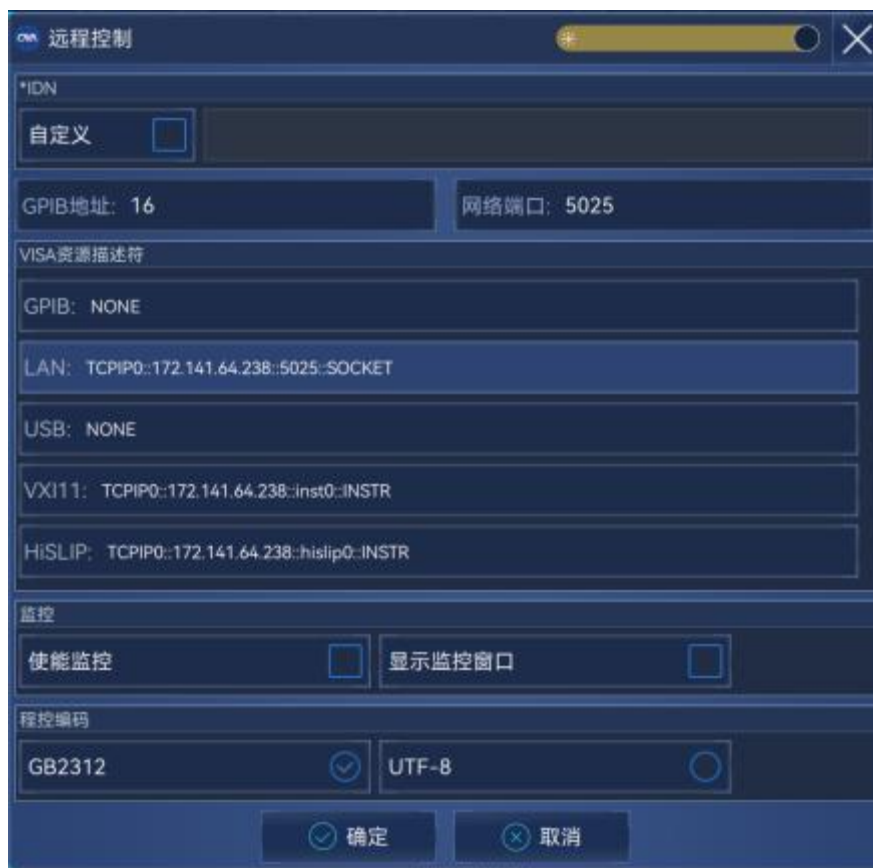 CNA 远程控制
*IDN
自定义
GPIB地址: 16 网络端口: 5025
VISA资源描述符
GPIB: NONE
LAN: TCPIP0::172.141.64.238::5025::SOCKET
USB: NONE
VXI11: TCPIP0::172.141.64.238::inst0::INSTR
HiSLIP: TCPIP0::172.141.64.238::hislip0::INSTR
监控
使能监控 显示监控窗口
程控编码
GB2312 UTF-8
确定 取消